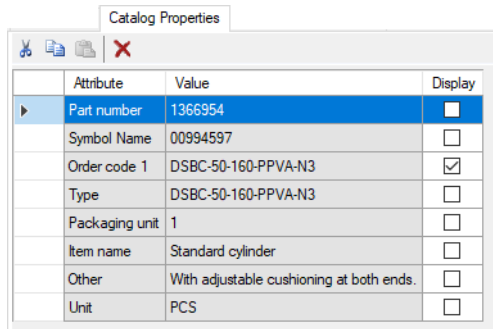 Catalog Properties
Attribute Value Display
Part number 1366954
Symbol Name 00994597
Order code 1 DSBC-50-160-PPVA-N3
Type DSBC-50-160-PPVA-N3
Packaging unit 1
Item name Standard cylinder
Other With adjustable cushioning at both ends.
Unit PCS